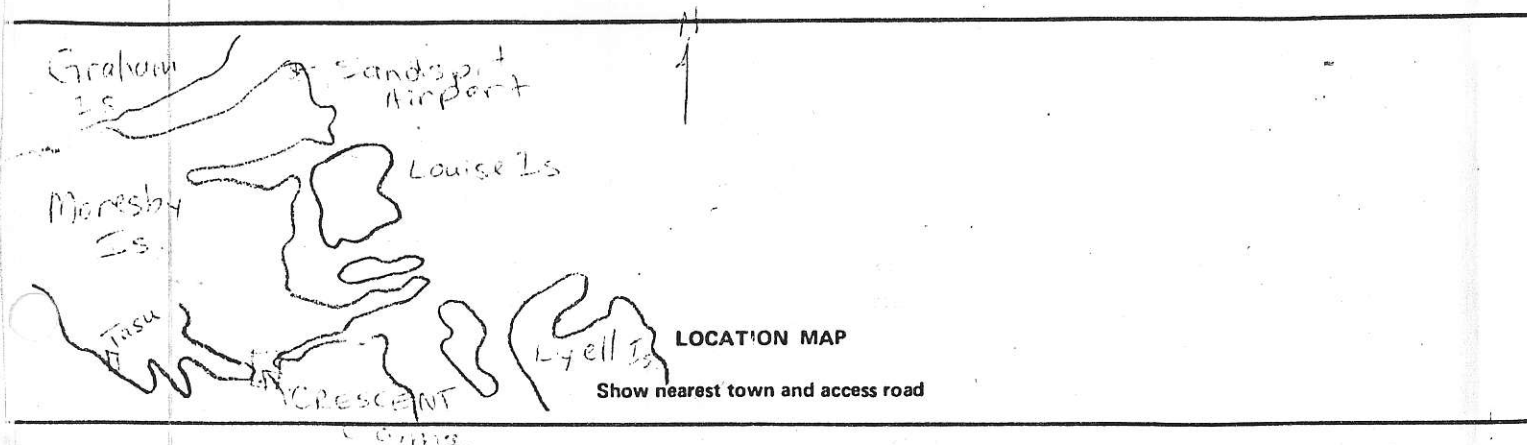 N
Graham
Is
Sandspit
Airport
Louise Is
Moresby
Is.
Tasu
Lyell Is.
LOCATION MAP
Show nearest town and access road
CRESCENT
Claims